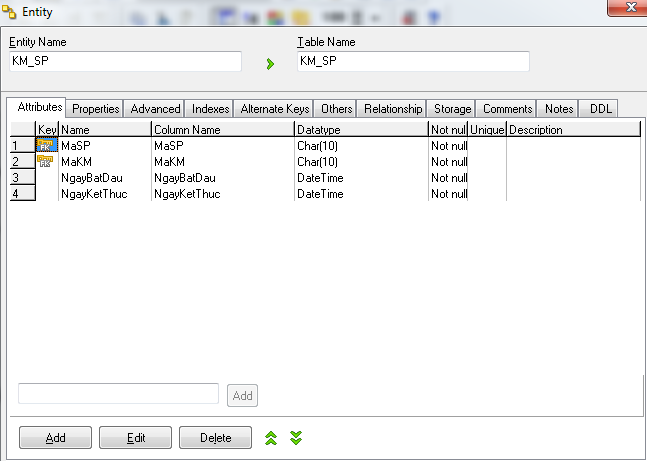 Entity
Entity Name Table Name
KM_SP KM_SP
Attributes Properties Advanced Indexes Alternate Keys Others Relationship Storage Comments Notes DDL
Key Name Column Name Datatype Not nul Unique Description
1 FK MaSP MaSP Char(10) Not null
2 FK MaKM MaKM Char(10) Not null
3 NgayBatDau NgayBatDau DateTime Not null
4 NgayKetThuc NgayKetThuc DateTime Not null
Add
Add Edit Delete